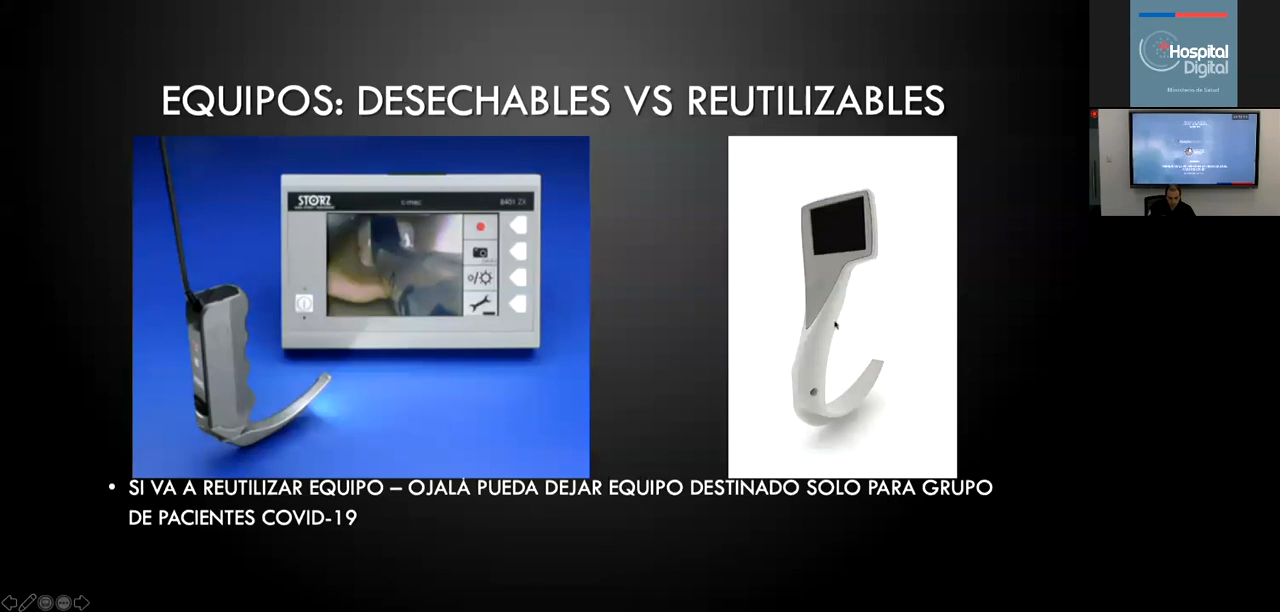 EQUIPOS: DESECHABLES VS REUTILIZABLES
STORZ
8401 ZX
• SI VA A REUTILIZAR EQUIPO – OJALÁ PUEDA DEJAR EQUIPO DESTINADO SOLO PARA GRUPO
DE PACIENTES COVID-19
Hospital
Digital
Ministerio de Salud